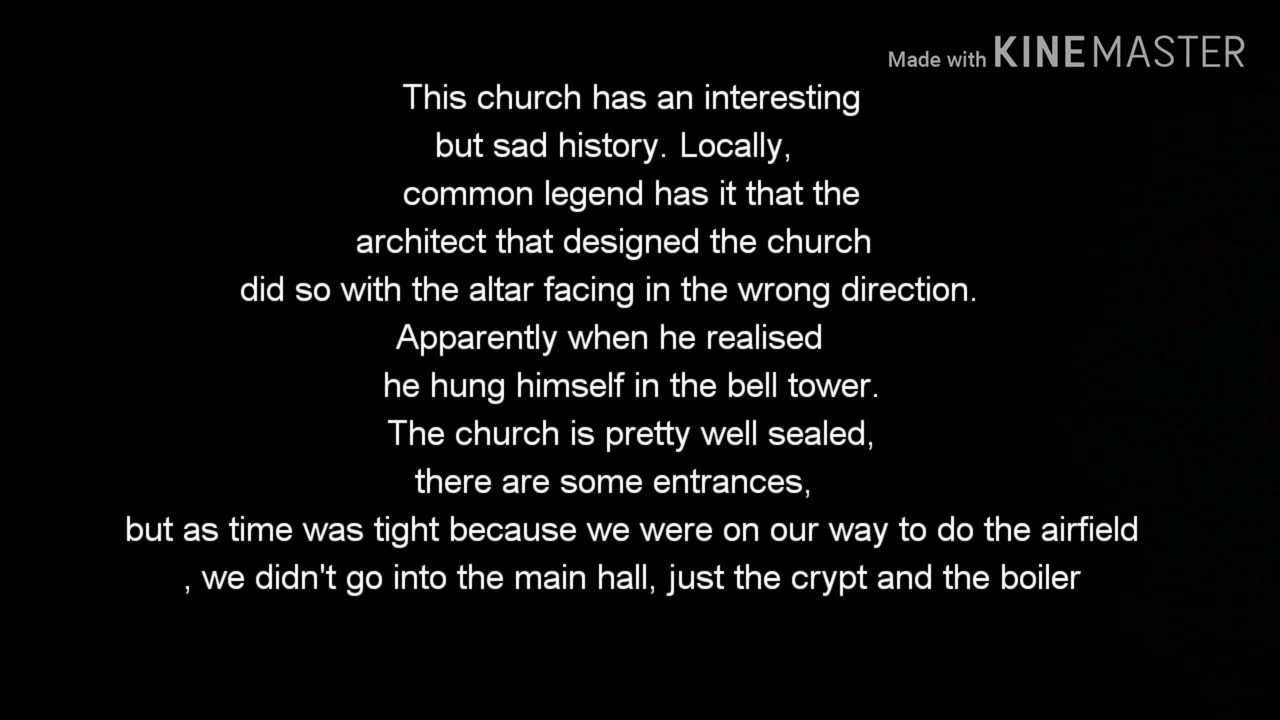 Made with KINEMASTER
This church has an interesting
but sad history. Locally,
common legend has it that the
architect that designed the church
did so with the altar facing in the wrong direction.
Apparently when he realised
he hung himself in the bell tower.
The church is pretty well sealed,
there are some entrances,
but as time was tight because we were on our way to do the airfield
, we didn't go into the main hall, just the crypt and the boiler